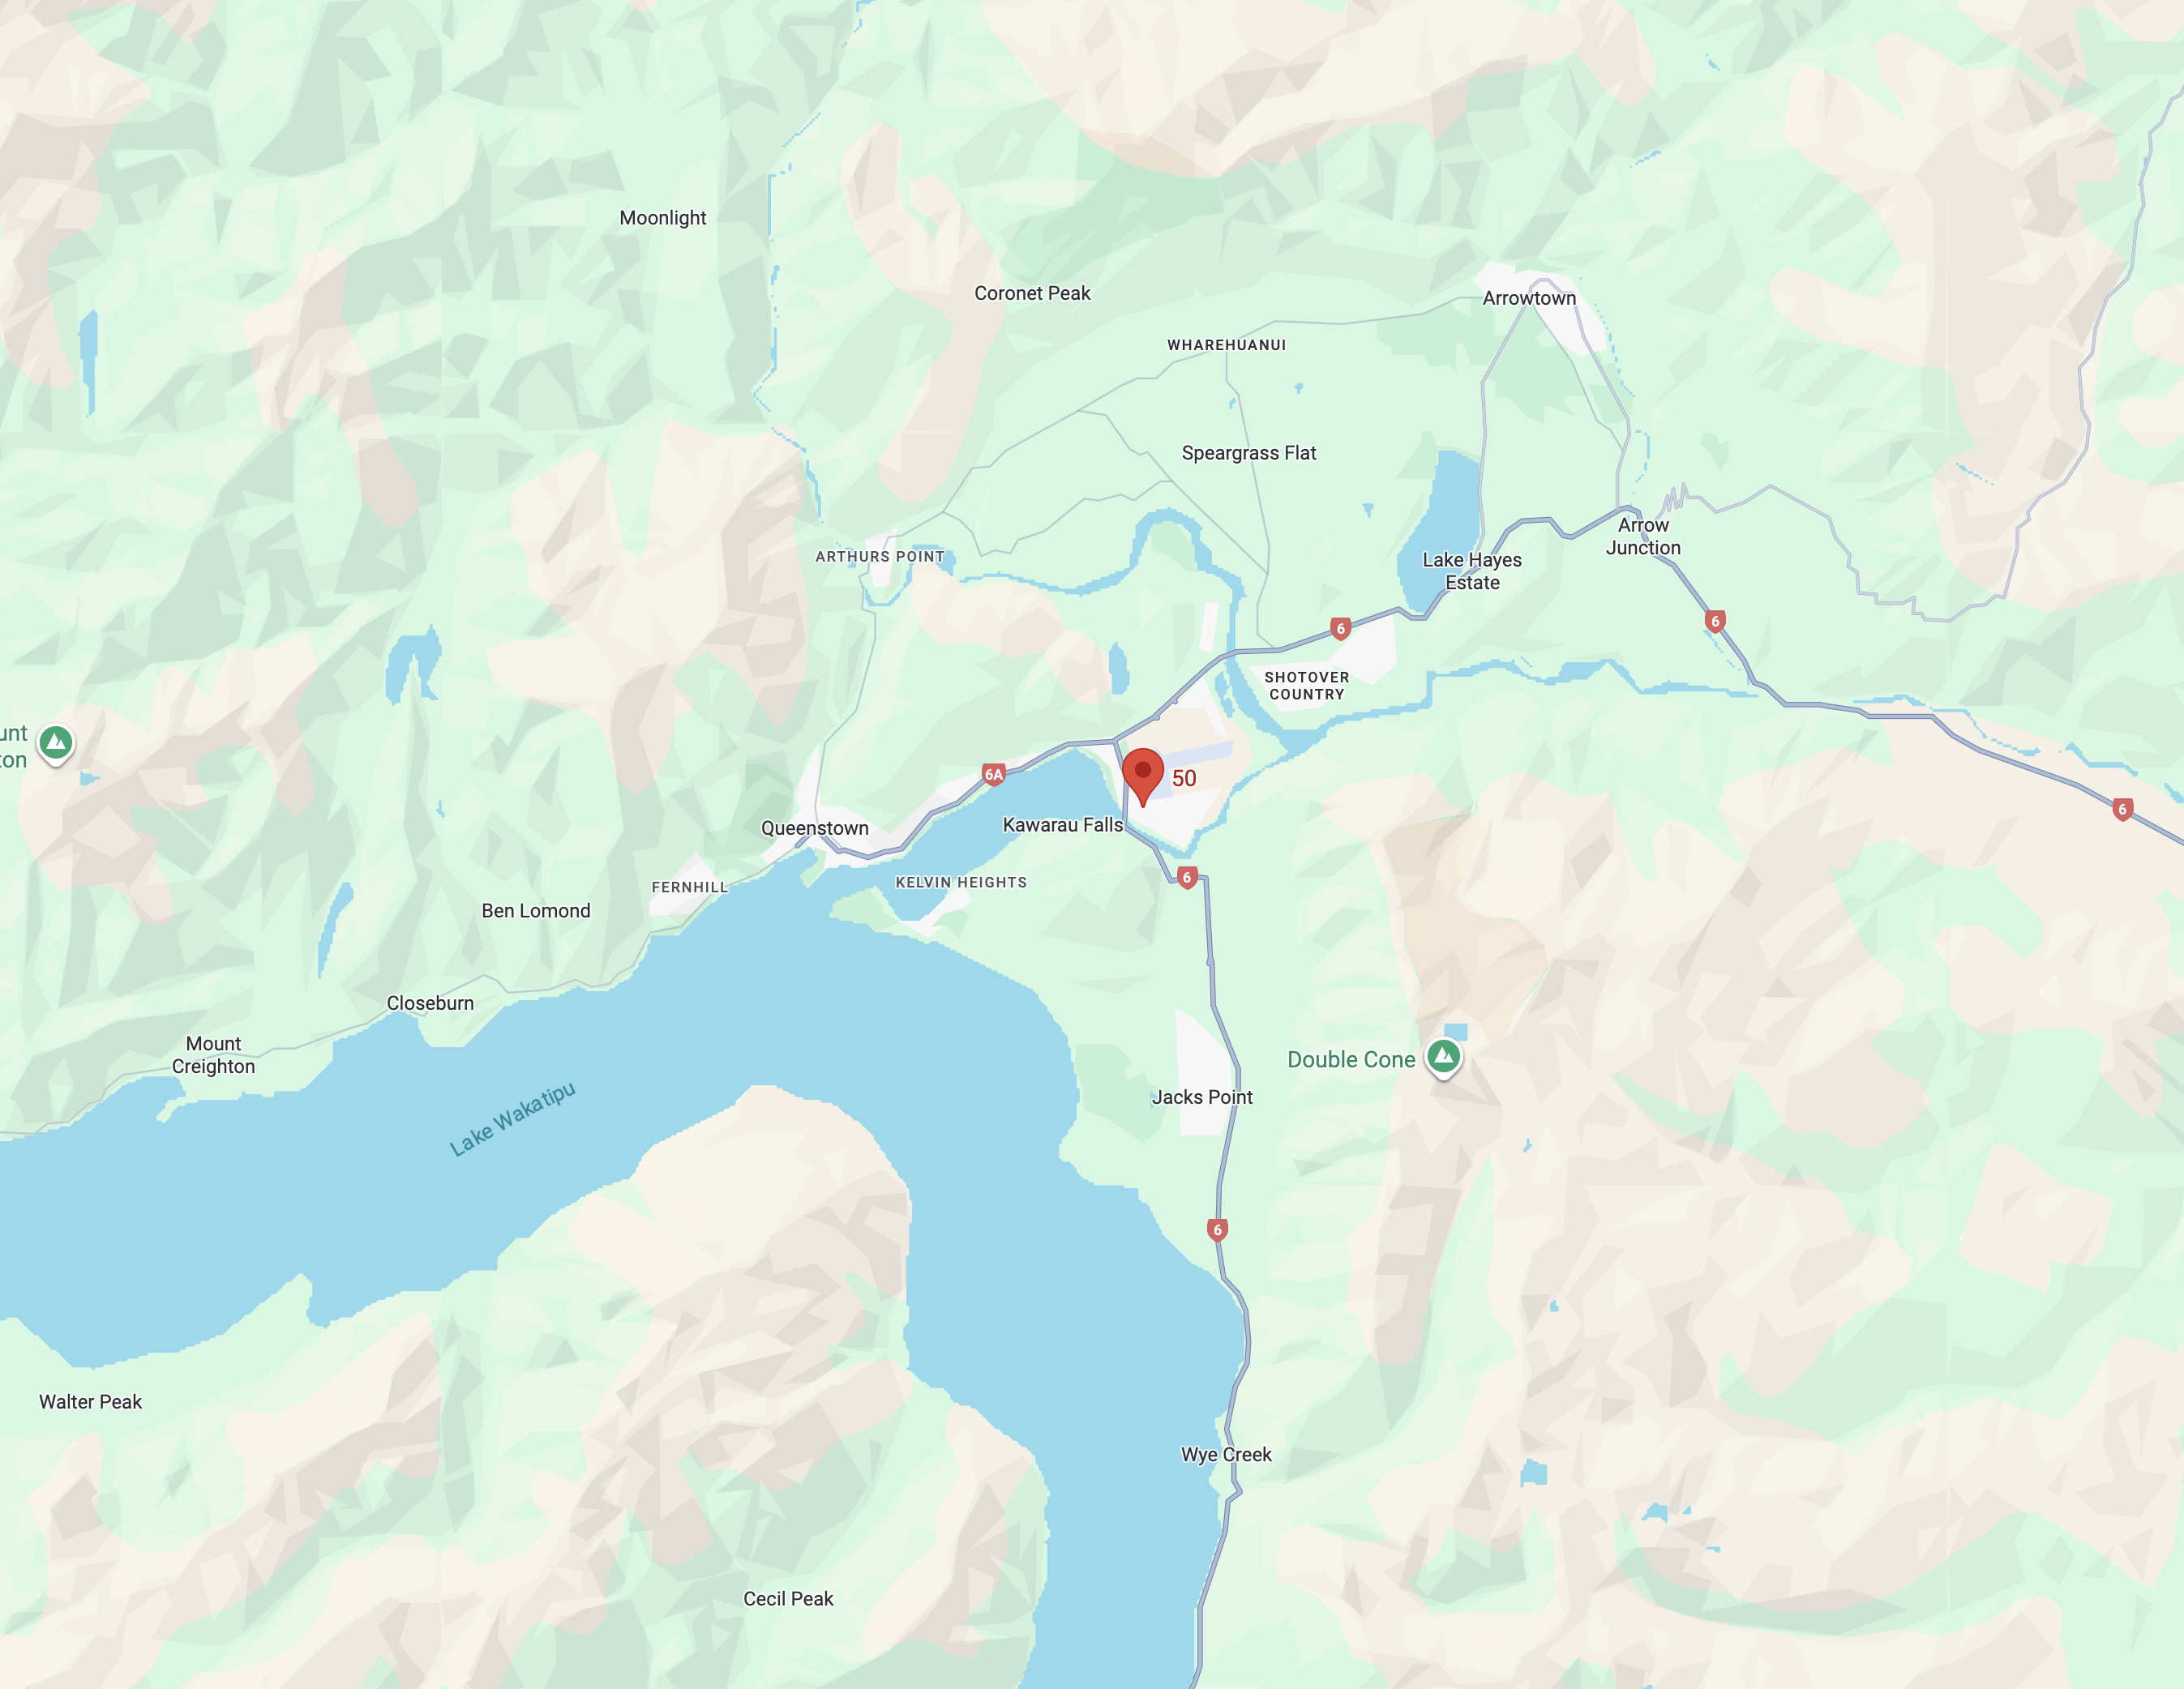 Moonlight
Coronet Peak
Arrowtown
WHAREHUANUI
Speargrass Flat
ARTHURS POINT
Arrow
Junction
Lake Hayes
Estate
6
6
SHOTOVER
COUNTRY
unt
ton
6A
50
6
Kawarau Falls
Queenstown
KELVIN HEIGHTS
6
FERNHILL
Ben Lomond
Closeburn
Mount
Creighton
Double Cone
Jacks Point
Lake Wakatipu
6
Walter Peak
Wye Creek
Cecil Peak